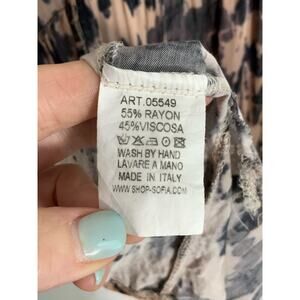 ART. 05549
55% RAYON
45%VISCOSA
WASH BY HAND
LAVARE A MANO
MADE IN ITALY
WWW.SHOP-SOFIA.COM